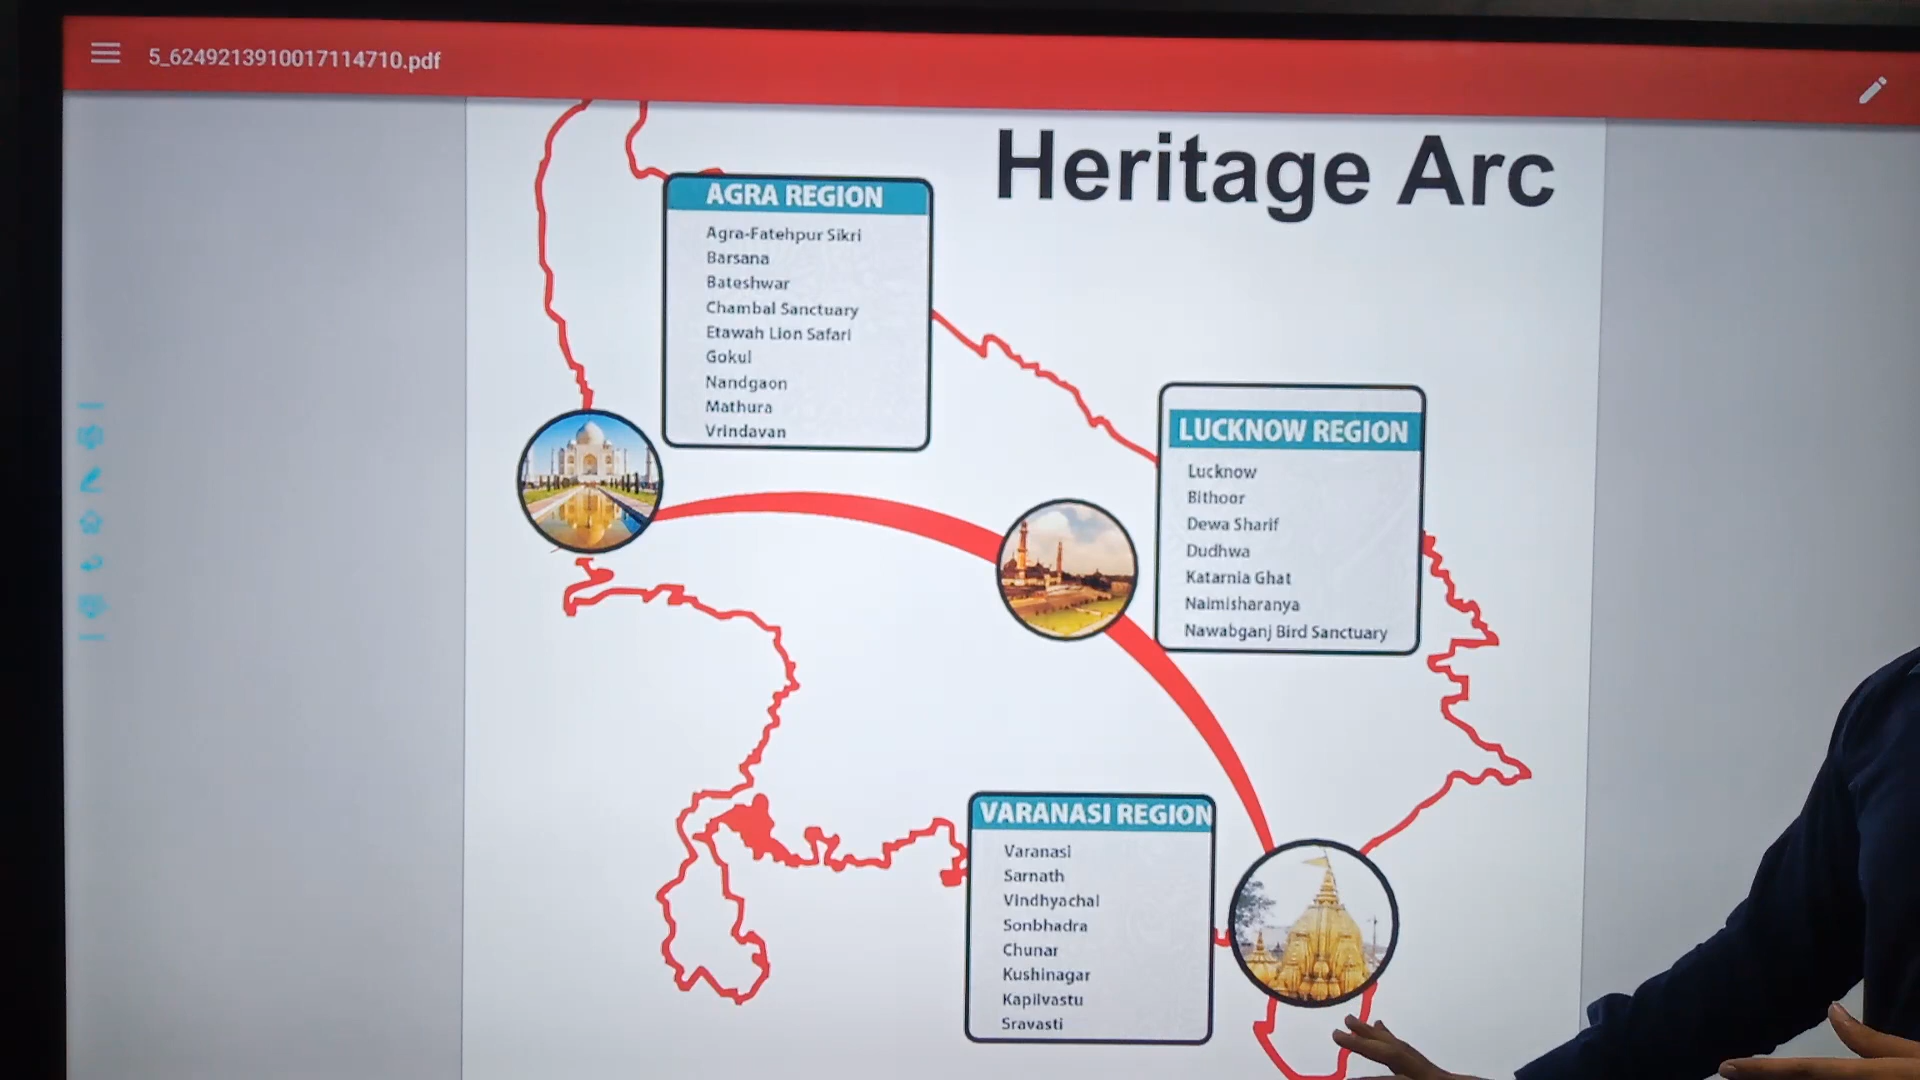 5_6249213910017114710.pdf
Heritage Arc
AGRA REGION
Agra-Fatehpur Sikri
Barsana
Bateshwar
Chambal Sanctuary
Etawah Lion Safari
Gokul
Nandgaon
Mathura
Vrindavan
LUCKNOW REGION
Lucknow
Bithoor
Dewa Sharif
Dudhwa
Katarnia Ghat
Naimisharanya
Nawabganj Bird Sanctuary
VARANASI REGION
Varanasi
Sarnath
Vindhyachal
Sonbhadra
Chunar
Kushinagar
Kapilvastu
Sravasti